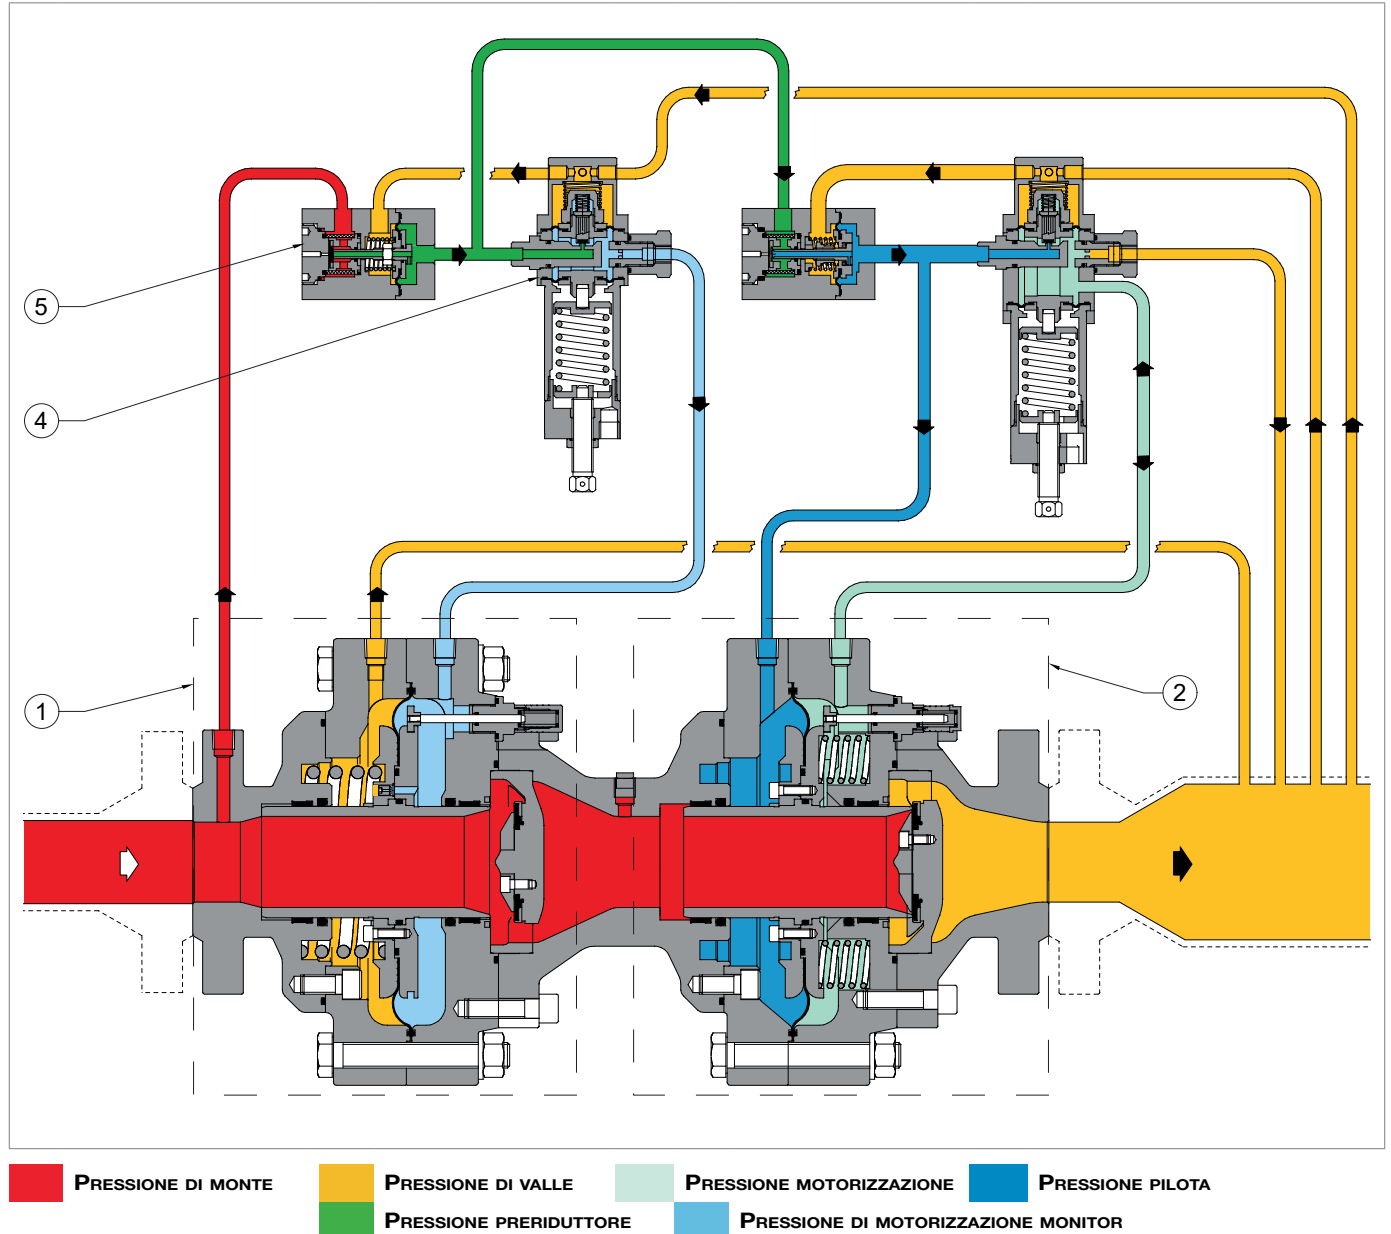 5
4
1
2
PRESSIONE DI MONTE
PRESSIONE DI VALLE
PRESSIONE MOTORIZZAZIONE
PRESSIONE PILOTA
PRESSIONE PRERIDUTTORE
PRESSIONE DI MOTORIZZAZIONE MONITOR